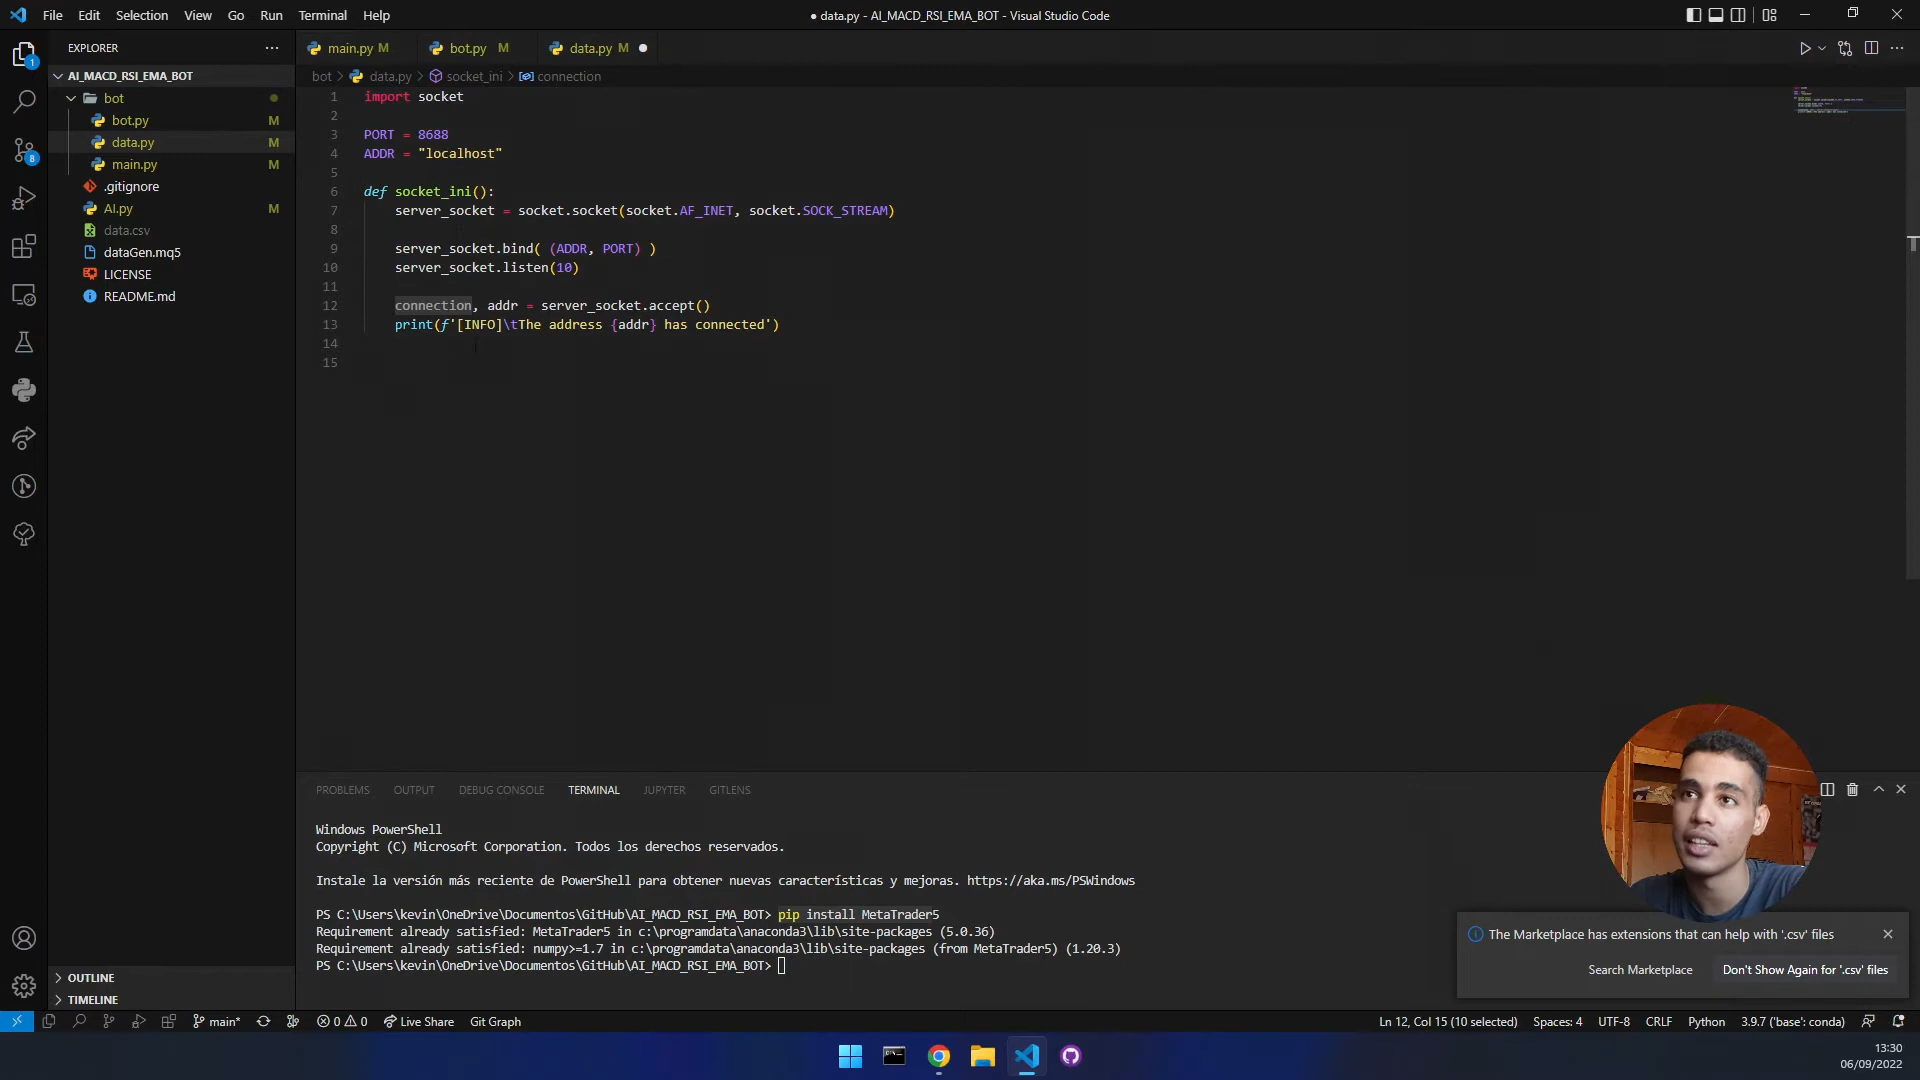 File Edit Selection View Go Run Terminal Help
● data.py - AI_MACD_RSI_EMA_BOT - Visual Studio Code
EXPLORER
AI_MACD_RSI_EMA_BOT
bot
bot.py M
data.py M
main.py M
.gitignore
AI.py M
data.csv
dataGen.mq5
LICENSE
README.md
OUTLINE
TIMELINE
1
8
main.py M bot.py M data.py M
bot > data.py > socket_ini > connection
1 import socket
2
3 PORT = 8688
4 ADDR = "localhost"
5
6 def socket_ini():
7 server_socket = socket.socket(socket.AF_INET, socket.SOCK_STREAM)
8
9 server_socket.bind( (ADDR, PORT) )
10 server_socket.listen(10)
11
12 connection, addr = server_socket.accept()
13 print(f'[INFO]\tThe address {addr} has connected')
14
15
PROBLEMS OUTPUT DEBUG CONSOLE TERMINAL JUPYTER GITLENS
Windows PowerShell
Copyright (C) Microsoft Corporation. Todos los derechos reservados.
Instale la versión más reciente de PowerShell para obtener nuevas características y mejoras. https://aka.ms/PSWindows
PS C:\Users\kevin\OneDrive\Documentos\GitHub\AI_MACD_RSI_EMA_BOT> pip install MetaTrader5
Requirement already satisfied: MetaTrader5 in c:\programdata\anaconda3\lib\site-packages (5.0.36)
Requirement already satisfied: numpy>=1.7 in c:\programdata\anaconda3\lib\site-packages (from MetaTrader5) (1.20.3)
PS C:\Users\kevin\OneDrive\Documentos\GitHub\AI_MACD_RSI_EMA_BOT>
The Marketplace has extensions that can help with '.csv' files
Search Marketplace Don't Show Again for '.csv' files
main* 0 0 Live Share Git Graph
Ln 12, Col 15 (10 selected) Spaces: 4 UTF-8 CRLF Python 3.9.7 ('base': conda)
13:30
06/09/2022